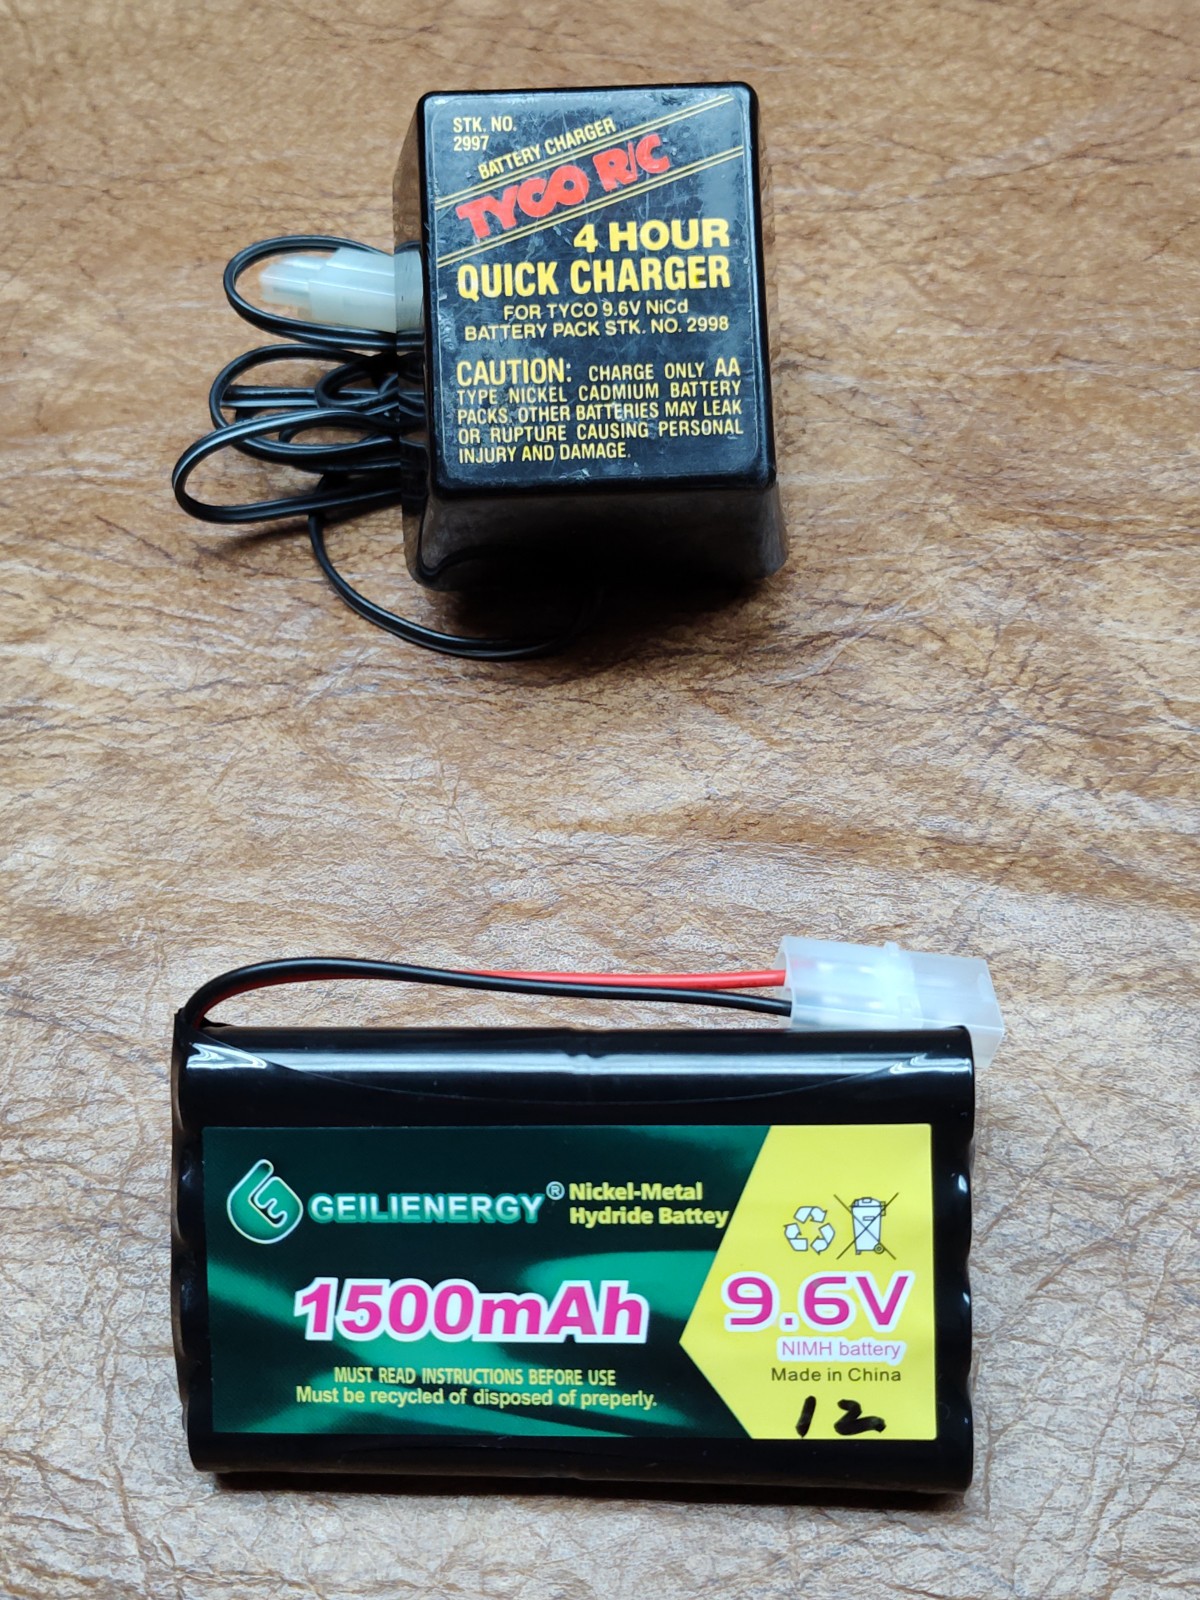 STK. NO.
2997
BATTERY CHARGER
TYCO R/C
4 HOUR
QUICK CHARGER
FOR TYCO 9.6V NiCd
BATTERY PACK STK. NO. 2998
CAUTION: CHARGE ONLY AA
TYPE NICKEL CADMIUM BATTERY
PACKS. OTHER BATTERIES MAY LEAK
OR RUPTURE CAUSING PERSONAL
INJURY AND DAMAGE.
GEILIENERGY® Nickel-Metal
Hydride Battey
1500mAh
MUST READ INSTRUCTIONS BEFORE USE
Must be recycled of disposed of preperly.
9.6V
NIMH battery
Made in China
12